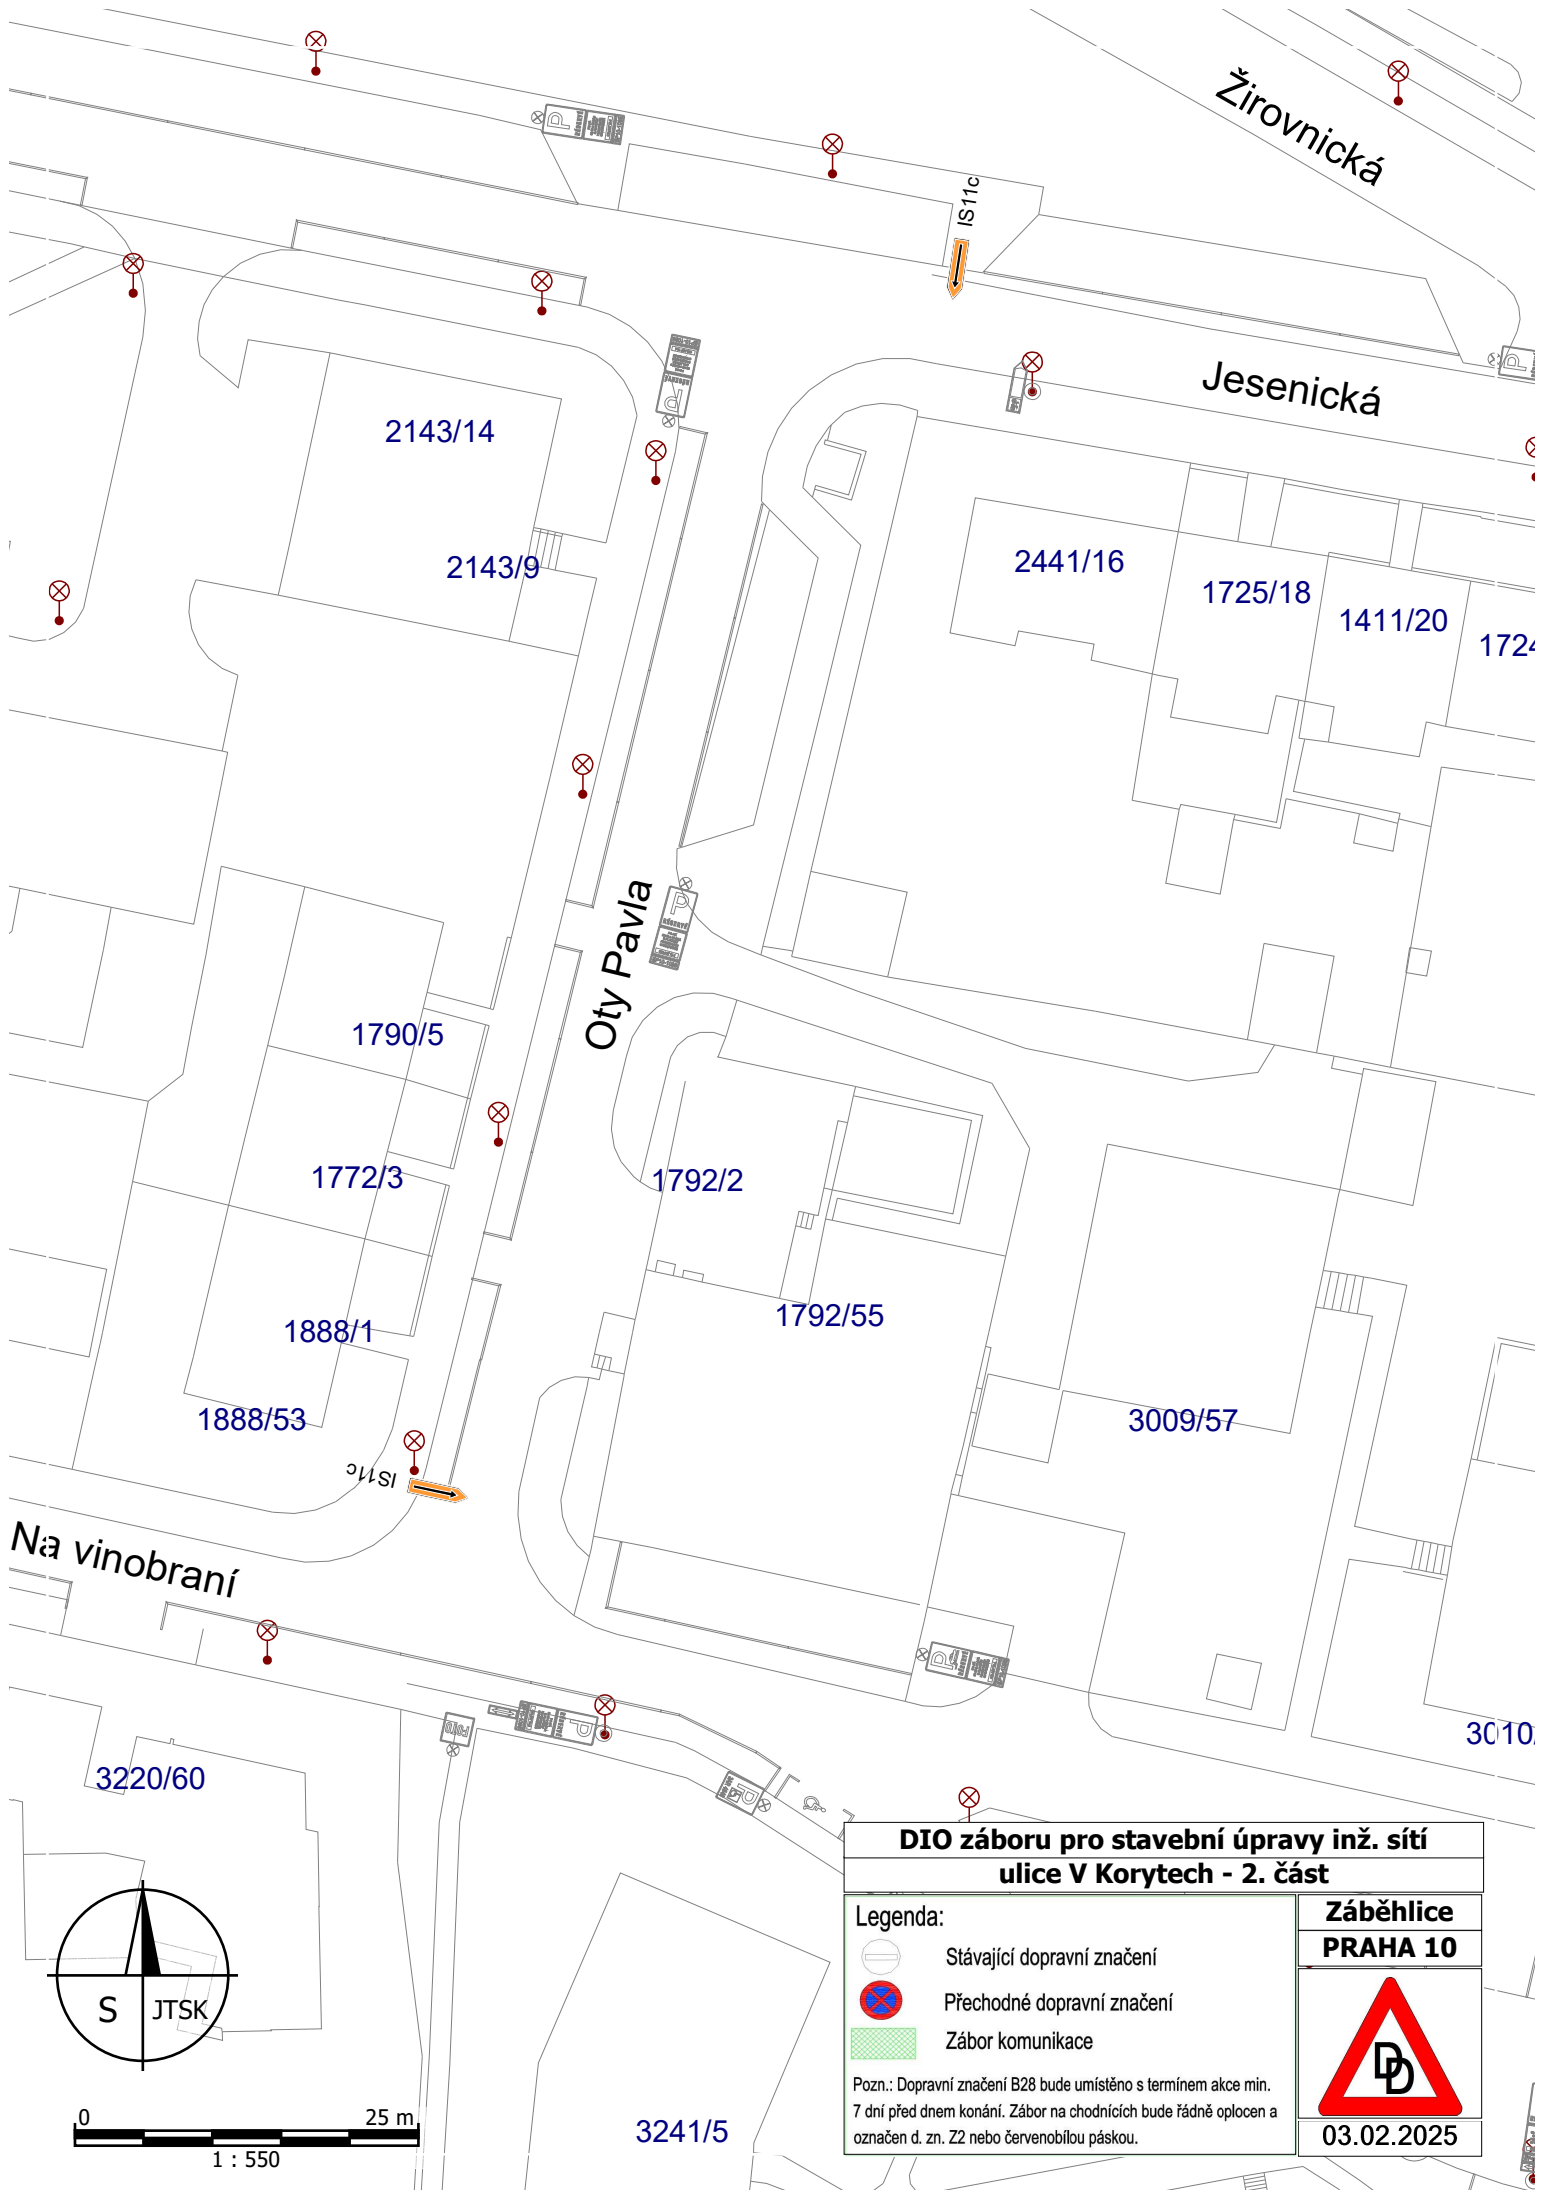 Žirovnická
IS11c
Jesenická
P
P
P
2143/14
2143/9
2441/16
1725/18
1411/20
1724
P
Oty Pavla
1790/5
1772/3
1792/2
1792/55
1888/1
1888/53
3009/57
IS11c
Na vinobraní
P
P
P
FOTO
3010
3220/60
3241/5
S JTSK
0 25 m
1 : 550
DIO záboru pro stavební úpravy inž. sítí
ulice V Korytech - 2. část
Legenda:
Stávající dopravní značení
Přechodné dopravní značení
Zábor komunikace
Pozn.: Dopravní značení B28 bude umístěno s termínem akce min.
7 dní před dnem konání. Zábor na chodnících bude řádně oplocen a
označen d. zn. Z2 nebo červenobílou páskou.
Záběhlice
PRAHA 10
DD
03.02.2025